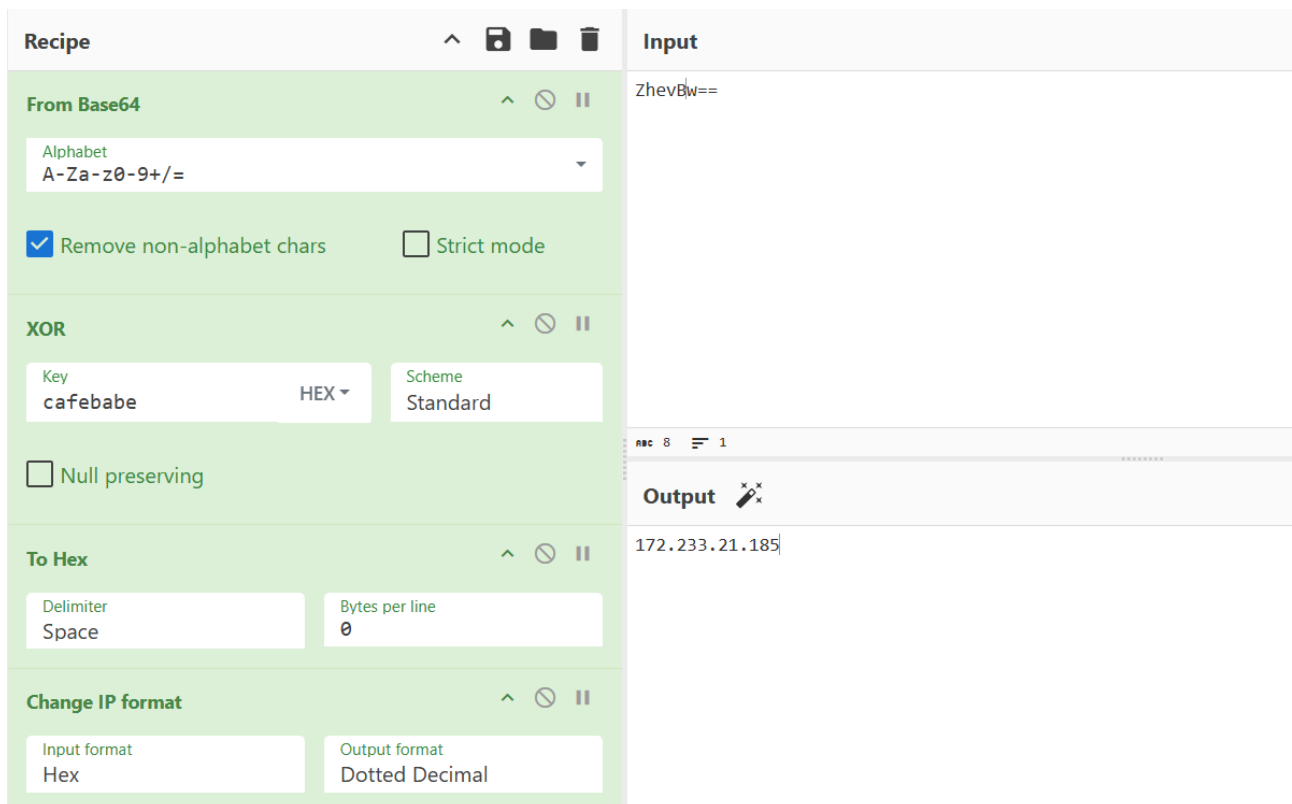 Recipe
From Base64
Alphabet
A-Za-z0-9+/=
Remove non-alphabet chars
Strict mode
XOR
Key
cafebabe
HEX
Scheme
Standard
Null preserving
To Hex
Delimiter
Space
Bytes per line
0
Change IP format
Input format
Hex
Output format
Dotted Decimal
Input
ZhevBw==
ABC 8
1
Output
172.233.21.185